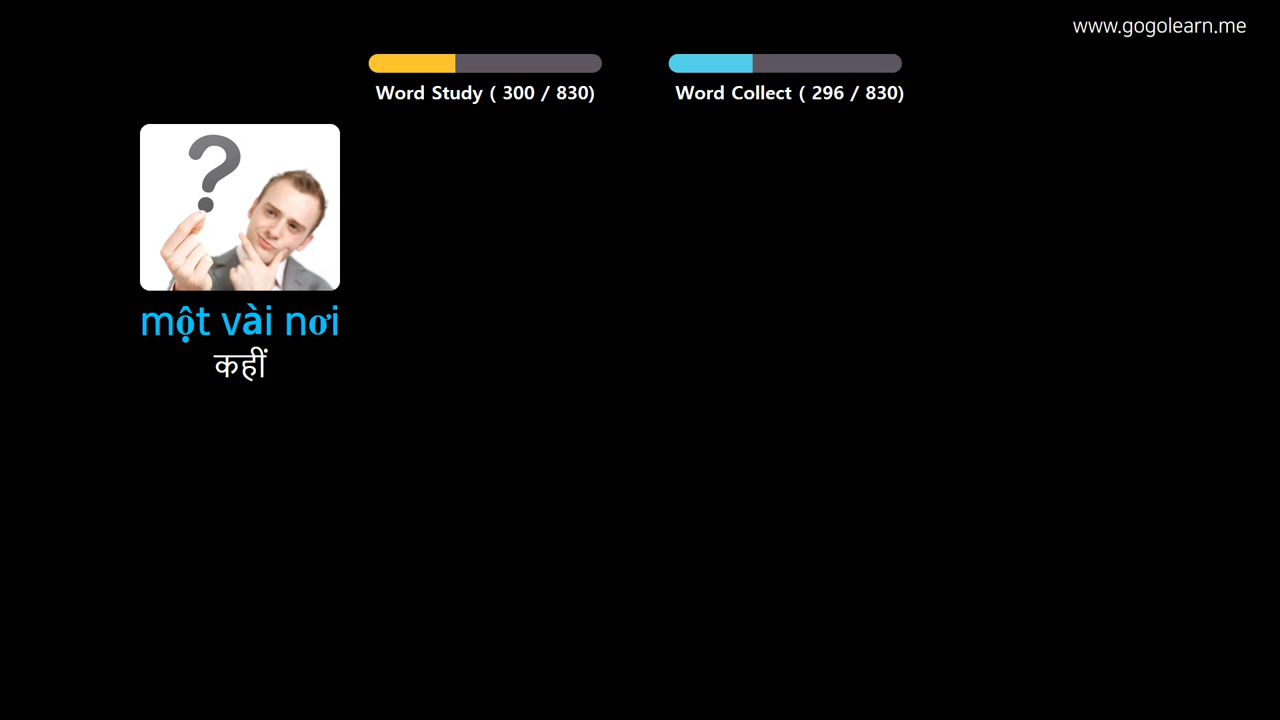 www.gogolearn.me
Word Study ( 300 / 830)
Word Collect ( 296 / 830)
một vài nơi
कहीं